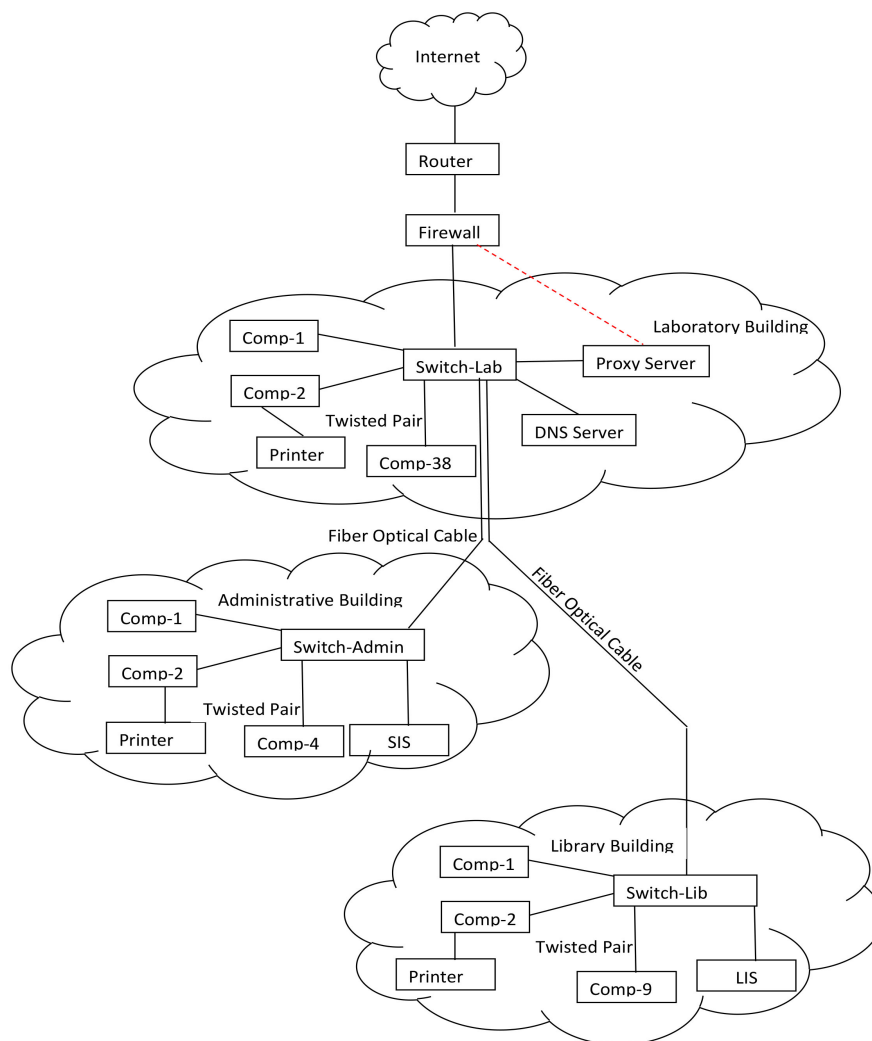 Internet
Router
Firewall
Laboratory Building
Comp-1
Switch-Lab
Proxy Server
Comp-2
Twisted Pair
DNS Server
Printer
Comp-38
Fiber Optical Cable
Fiber Optical Cable
Administrative Building
Comp-1
Switch-Admin
Comp-2
Twisted Pair
Printer
Comp-4
SIS
Library Building
Comp-1
Switch-Lib
Comp-2
Twisted Pair
Printer
Comp-9
LIS